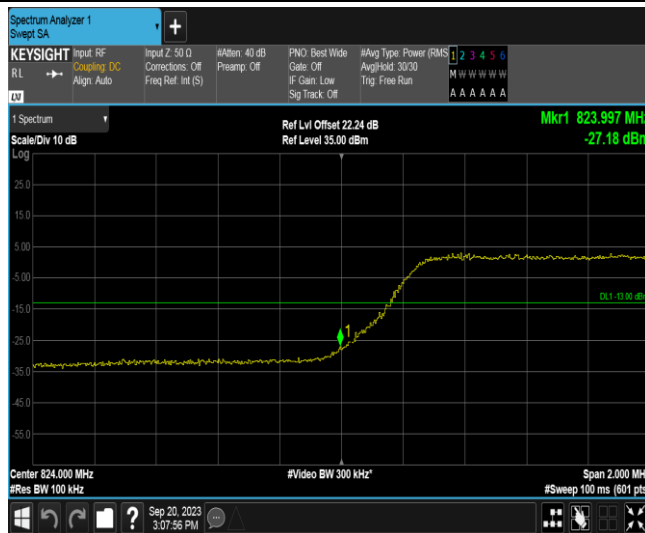 Spectrum Analyzer 1
Swept SA
+
KEYSIGHT
RL
LXI
Input: RF
Coupling: DC
Align: Auto
Input Z: 50 Ω
Corrections: Off
Freq Ref: Int (S)
#Atten: 40 dB
Preamp: Off
PNO: Best Wide
Gate: Off
IF Gain: Low
Sig Track: Off
#Avg Type: Power (RMS
Avg|Hold: 30/30
Trig: Free Run
1 2 3 4 5 6
M W W W W W
A A A A A A
1 Spectrum
Scale/Div 10 dB
Log
Ref Lvl Offset 22.24 dB
Ref Level 35.00 dBm
Mkr1 823.997 MHz
-27.18 dBm
25.0
15.0
5.00
-5.00
-15.0
-25.0
-35.0
-45.0
-55.0
DL1 -13.00 dBm
1
Center 824.000 MHz
#Res BW 100 kHz
#Video BW 300 kHz*
Span 2.000 MHz
#Sweep 100 ms (601 pts)
?
Sep 20, 2023
3:07:56 PM